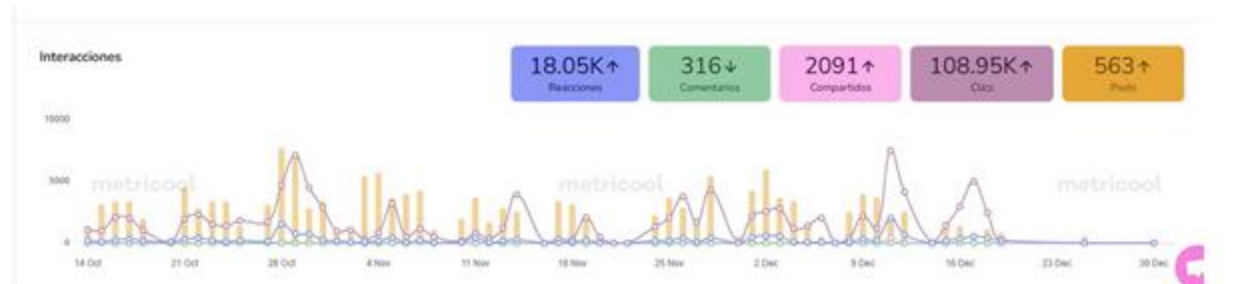 Interacciones
18.05K↑ 316↓ 2091↑ 108.95K↑ 563↑
Reacciones Comentarios Compartidos Clics Posts
10000
5000
metricool metricool metricool
0
14 Oct 21 Oct 28 Oct 4 Nov 11 Nov 18 Nov 25 Nov 2 Dec 9 Dec 16 Dec 23 Dec 30 Dec